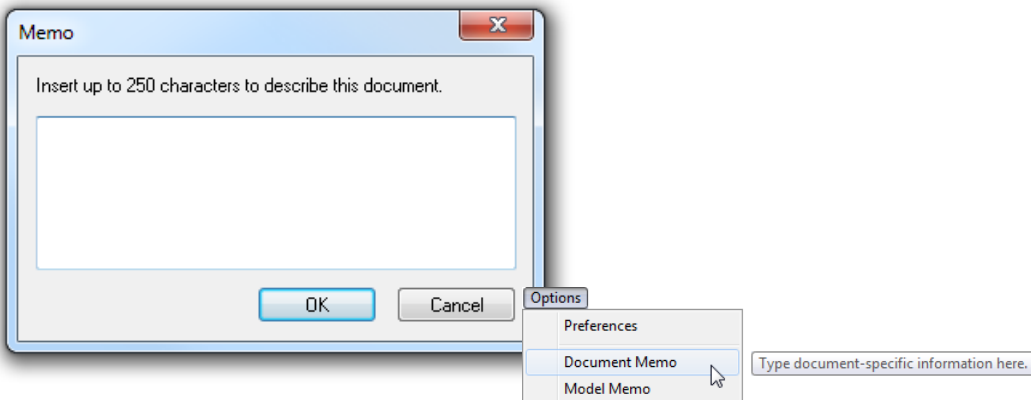 Memo
Insert up to 250 characters to describe this document.
OK
Cancel
Options
Preferences
Document Memo
Type document-specific information here.
Model Memo